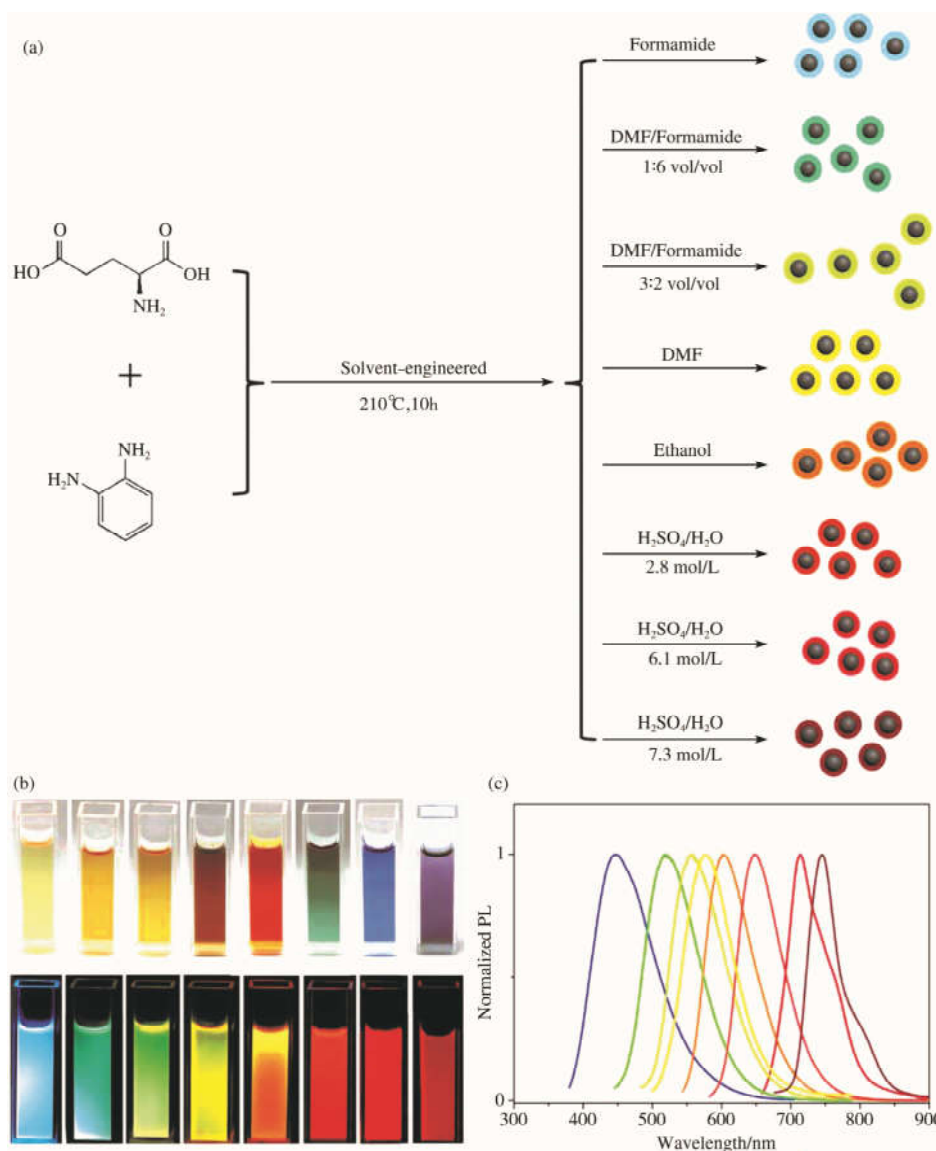 (a)
Formamide
DMF/Formamide
1∶6 vol/vol
DMF/Formamide
3∶2 vol/vol
DMF
Ethanol
H₂SO₄/H₂O
2.8 mol/L
H₂SO₄/H₂O
6.1 mol/L
H₂SO₄/H₂O
7.3 mol/L
Solvent–engineered
210℃,10h
O
O
HO
OH
NH₂
+
NH₂
H₂N
(b)
(c)
1
0
Normalized PL
300 400 500 600 700 800 900
Wavelength/nm